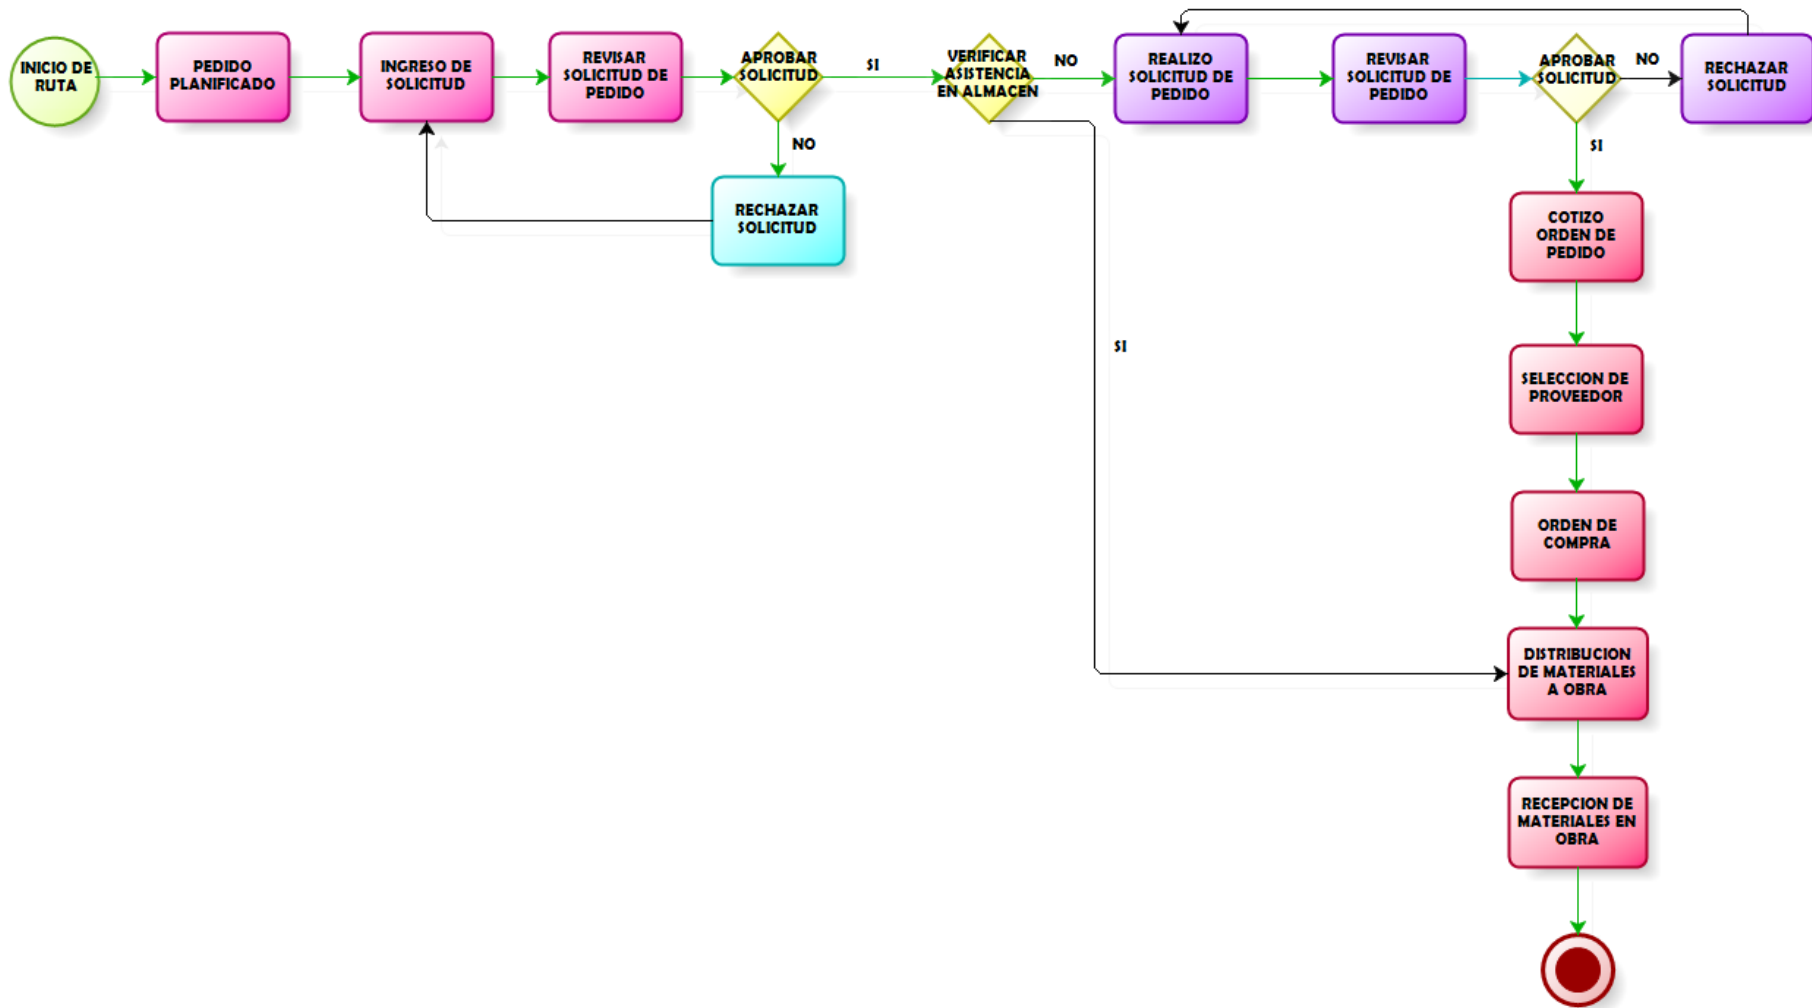 INICIO DE
RUTA
PEDIDO
PLANIFICADO
INGRESO DE
SOLICITUD
REVISAR
SOLICITUD DE
PEDIDO
APROBAR
SOLICITUD
SI
NO
RECHAZAR
SOLICITUD
VERIFICAR
ASISTENCIA
EN ALMACEN
NO
SI
REALIZO
SOLICITUD DE
PEDIDO
REVISAR
SOLICITUD DE
PEDIDO
APROBAR
SOLICITUD
NO
RECHAZAR
SOLICITUD
SI
COTIZO
ORDEN DE
PEDIDO
SELECCION DE
PROVEEDOR
ORDEN DE
COMPRA
DISTRIBUCION
DE MATERIALES
A OBRA
RECEPCION DE
MATERIALES EN
OBRA